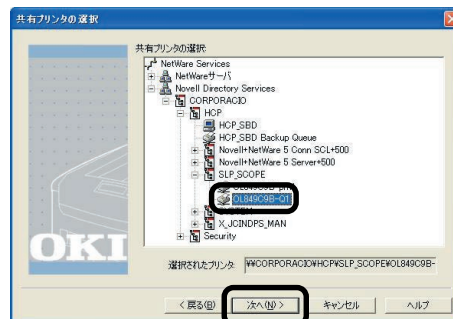 共有プリンタの選択
共有プリンタの選択:
NetWare Services
NetWareサーバ
Novell Directory Services
CORPORACIO
HCP
HCP_SBD
HCP_SBD Backup Queue
Novell+NetWare 5 Conn SCL+500
Novell+NetWare 5 Server+500
SLP_SCOPE
OL849C9B-Q1
X_JCINDPS_MAN
Security
OKI
選択されたプリンタ: ¥¥CORPORACIO¥HCP¥SLP_SCOPE¥OL849C9B-
< 戻る(B) 次へ(N) > キャンセル ヘルプ